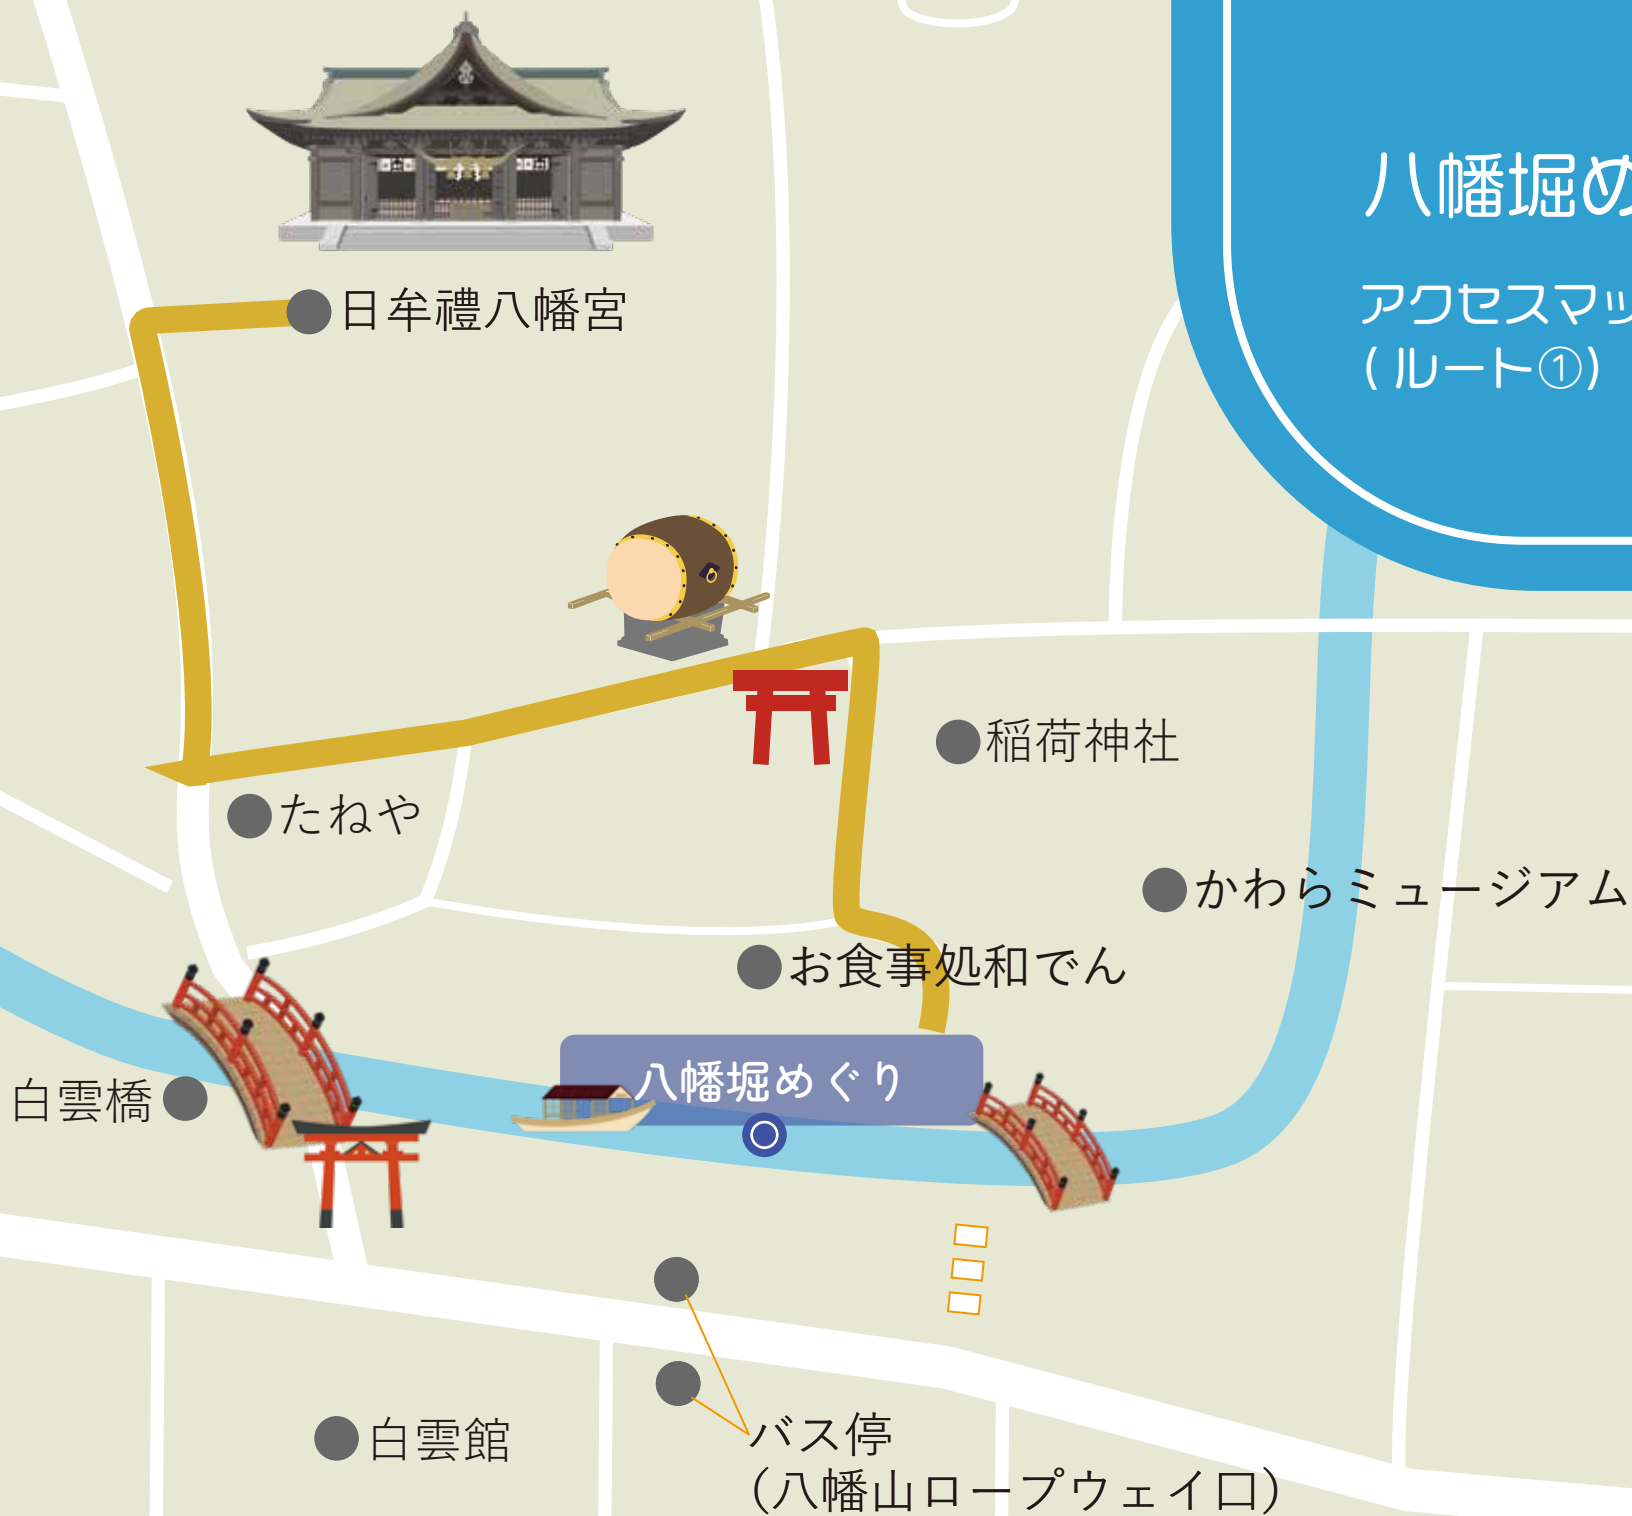 八幡堀め
アクセスマッ
(ルート①)
日牟禮八幡宮
稲荷神社
たねや
かわらミュージアム
お食事処和でん
八幡堀めぐり
白雲橋
白雲館
バス停
(八幡山ロープウェイ口)